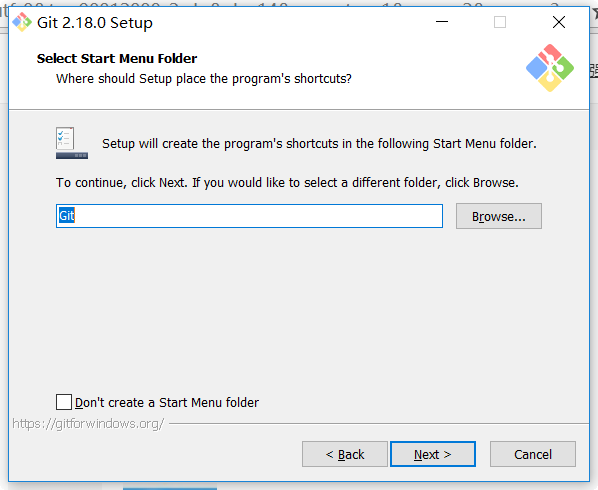 Git 2.18.0 Setup
Select Start Menu Folder
Where should Setup place the program's shortcuts?
Setup will create the program's shortcuts in the following Start Menu folder.
To continue, click Next. If you would like to select a different folder, click Browse.
Git
Browse...
Don't create a Start Menu folder
https://gitforwindows.org/
< Back
Next >
Cancel